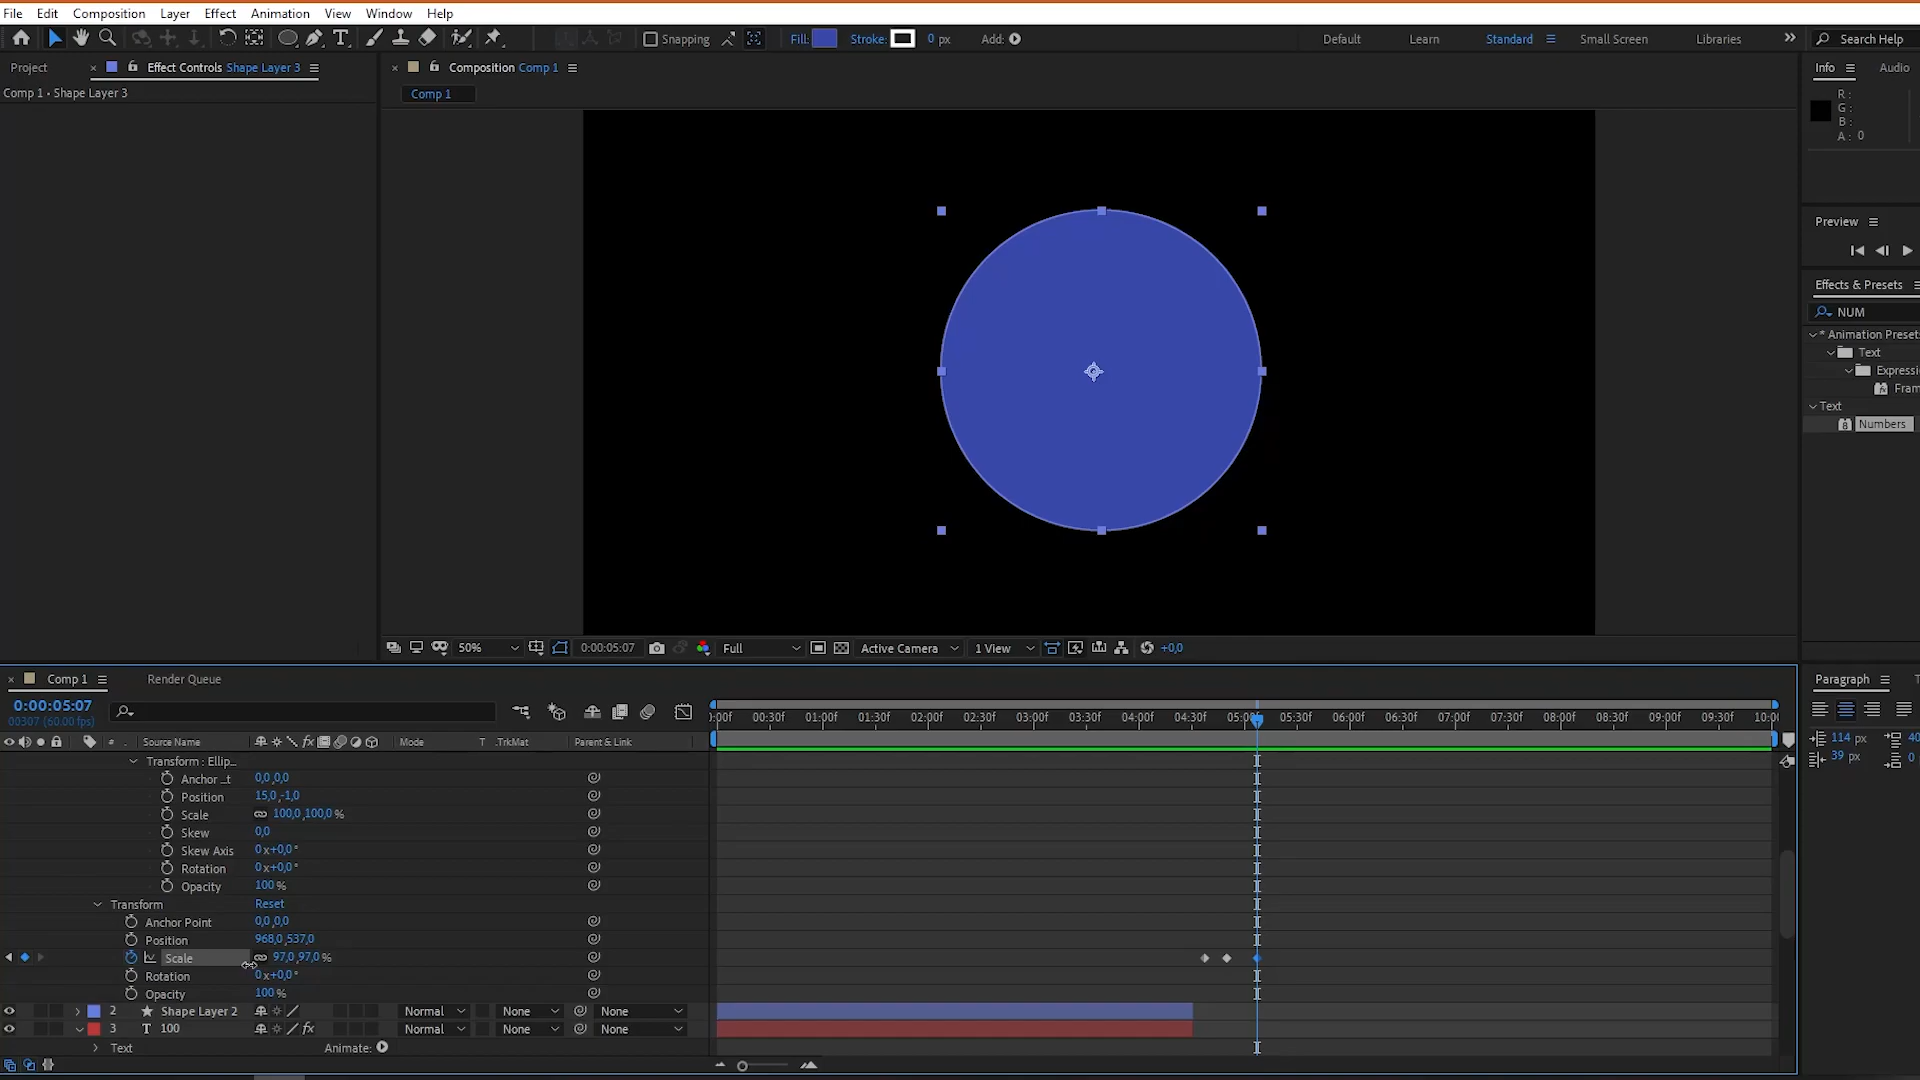 File Edit Composition Layer Effect Animation View Window Help
Snapping Fill: Stroke: 0 px Add: Default Learn Standard Small Screen Libraries Search Help
Project Effect Controls Shape Layer 3 Composition Comp 1 Info Audio
Comp 1 • Shape Layer 3 Comp 1
R :
G :
B :
A : 0
Preview
Effects & Presets
NUM
* Animation Preset
Text
Expressi
Fram
Text
Numbers
50% 0:00:05:07 Full Active Camera 1 View +0,0
Comp 1 Render Queue Paragraph
0:00:05:07
00307 (60.00 fps)
:00f 00:30f 01:00f 01:30f 02:00f 02:30f 03:00f 03:30f 04:00f 04:30f 05:00f 05:30f 06:00f 06:30f 07:00f 07:30f 08:00f 08:30f 09:00f 09:30f 10:00
# Source Name Mode T .TrkMat Parent & Link
114 px 40
39 px 0
Transform : Ellip...
Anchor ...t 0,0,0,0
Position 15,0,-1,0
Scale 100,0,100,0 %
Skew 0,0
Skew Axis 0 x+0,0°
Rotation 0 x+0,0°
Opacity 100 %
Transform Reset
Anchor Point 0,0,0,0
Position 968,0,537,0
Scale 97,0,97,0 %
Rotation 0 x+0,0°
Opacity 100 %
2 Shape Layer 2 Normal None None
3 T 100 Normal None None
Text Animate: